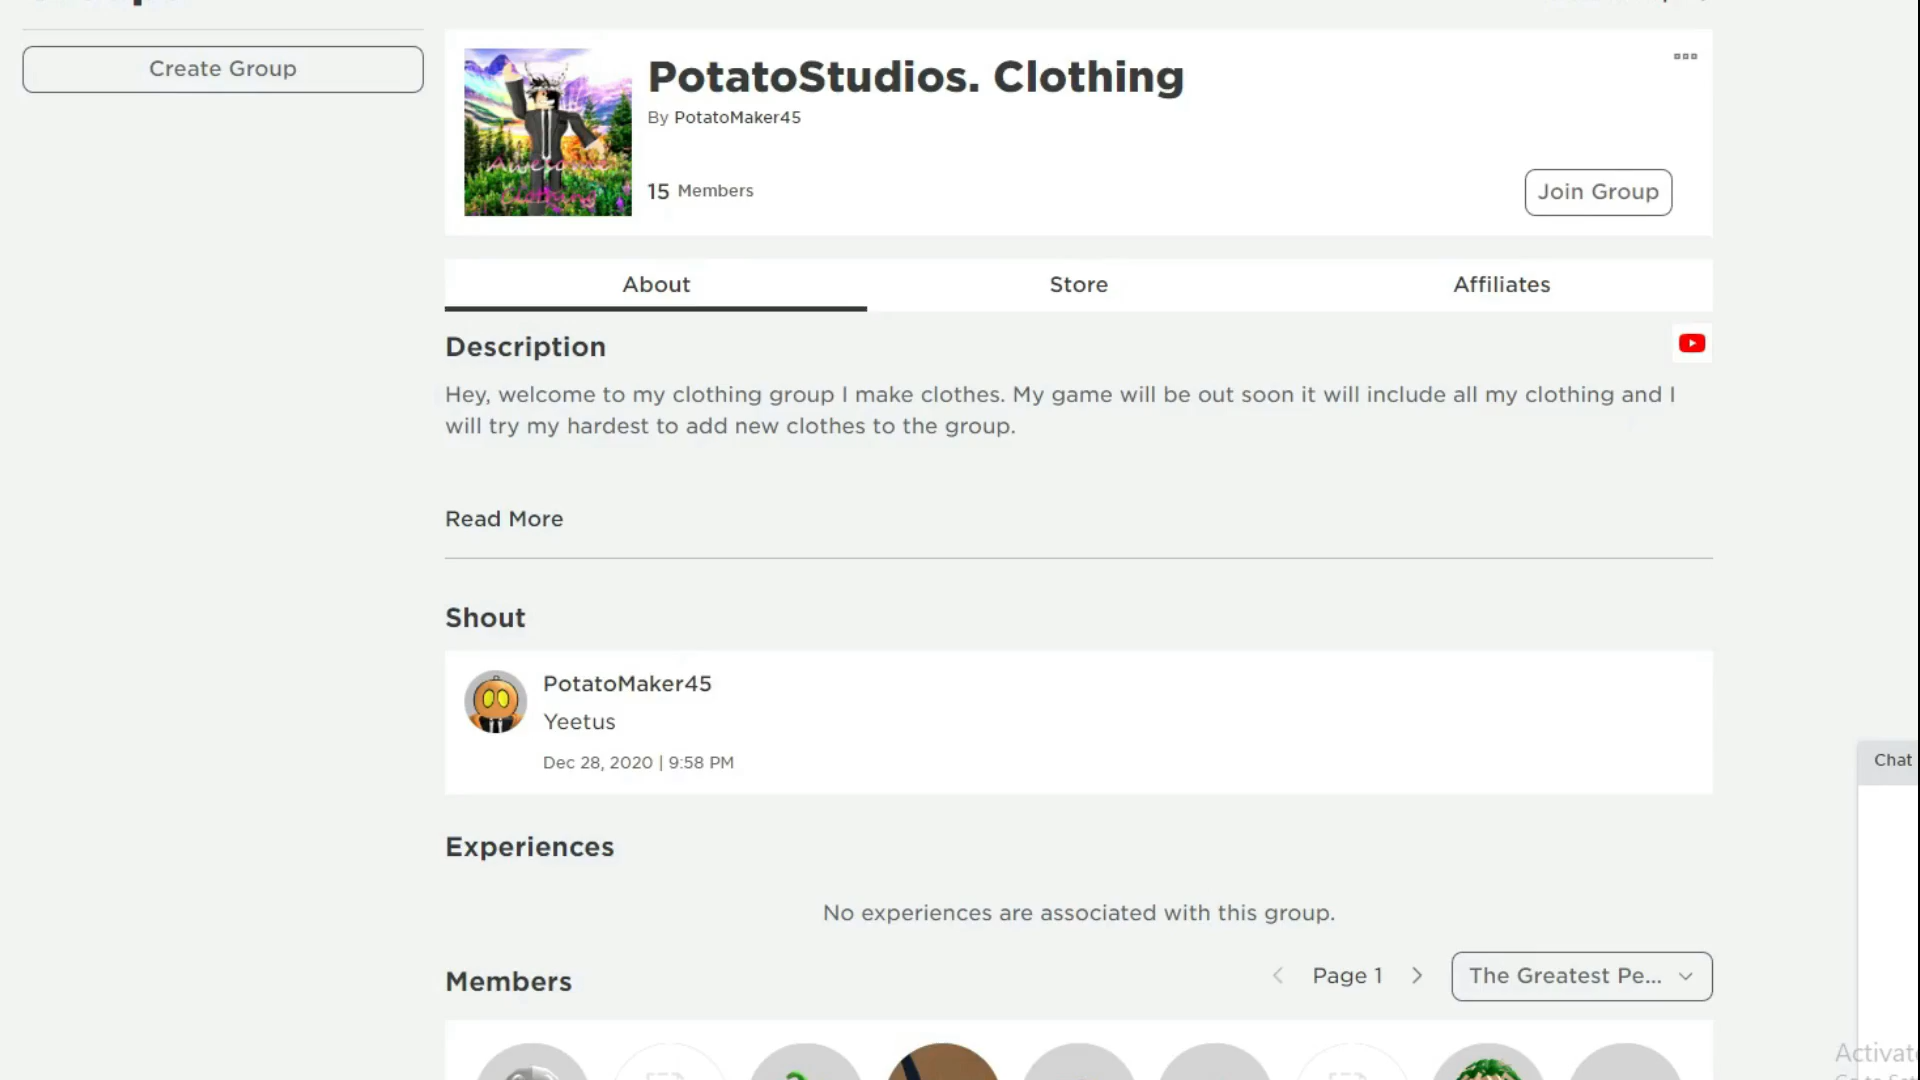 Create Group
PotatoStudios. Clothing
By PotatoMaker45
Awesome
Clothing
15 Members
Join Group
About
Store
Affiliates
Description
Hey, welcome to my clothing group I make clothes. My game will be out soon it will include all my clothing and I
will try my hardest to add new clothes to the group.
Read More
Shout
PotatoMaker45
Yeetus
Dec 28, 2020 | 9:58 PM
Chat
Experiences
No experiences are associated with this group.
Members
Page 1
The Greatest Pe...
Activat